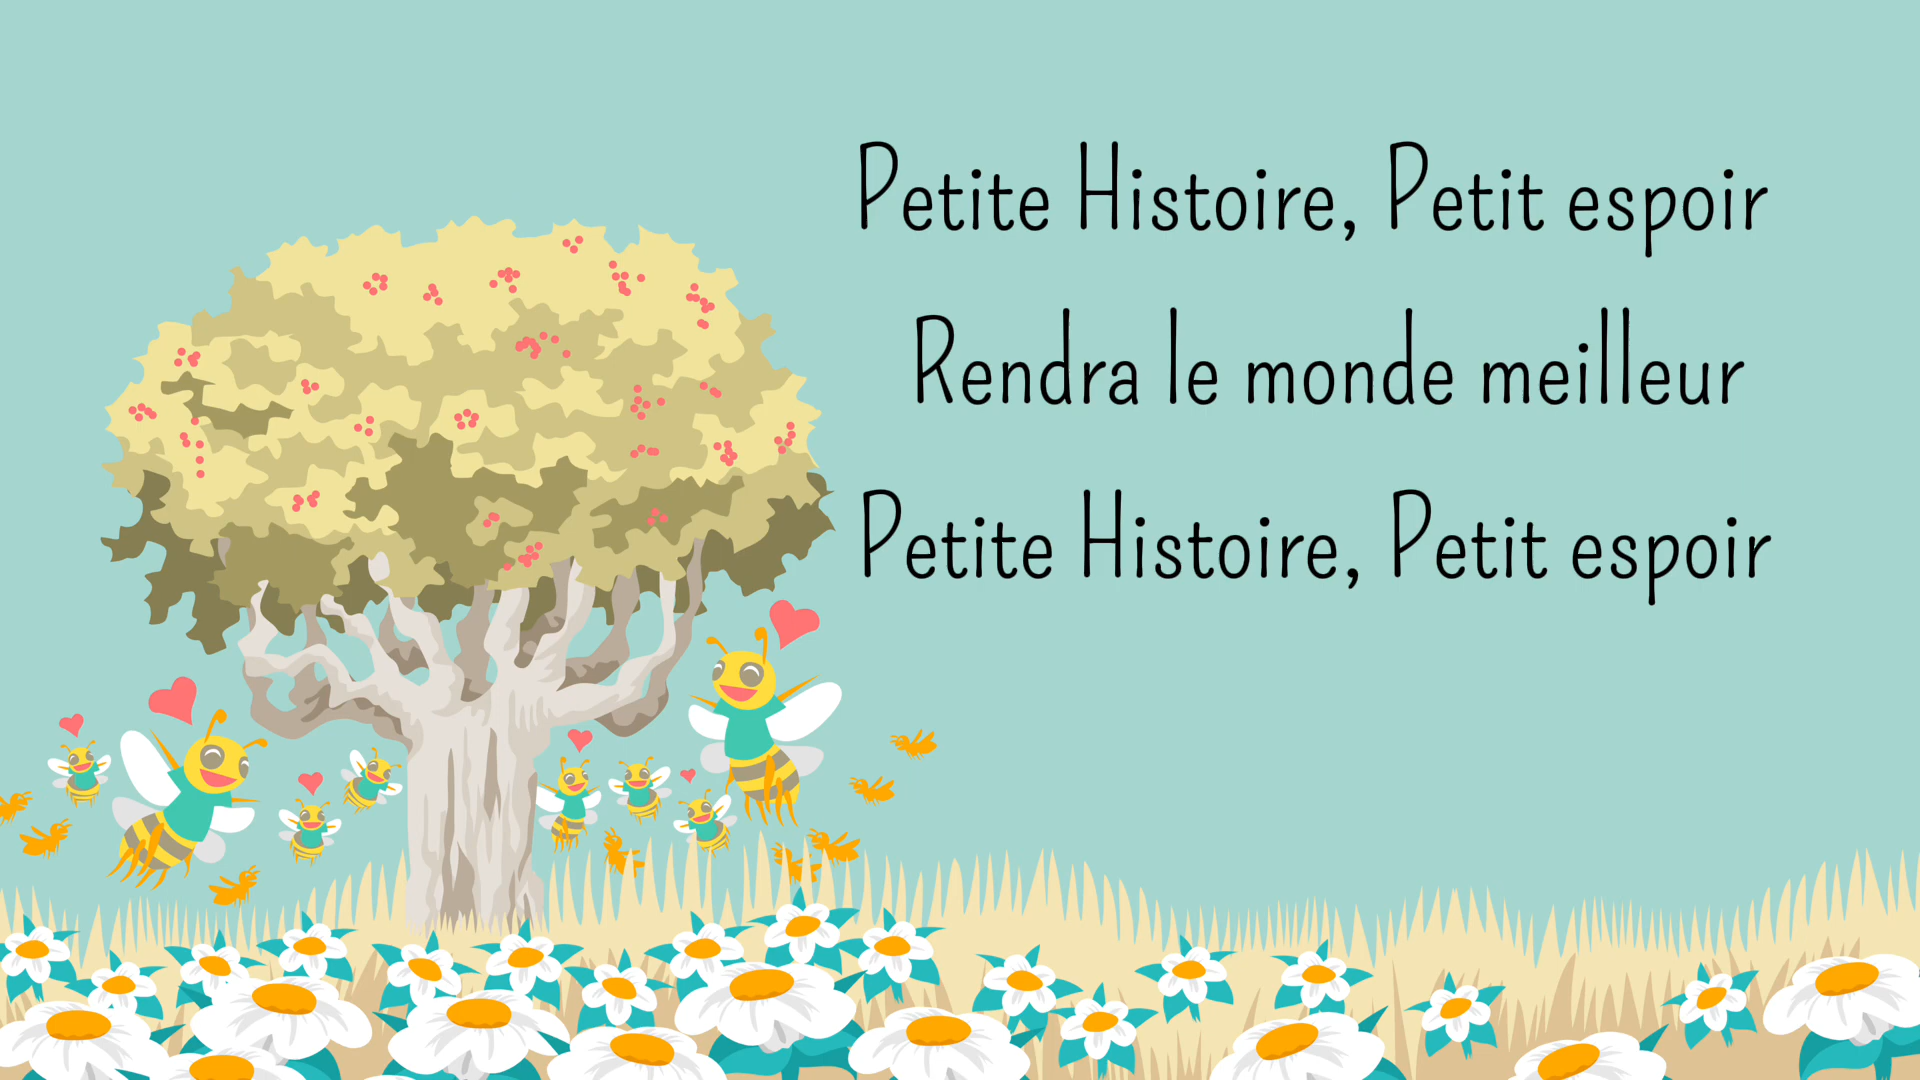 Petite Histoire, Petit espoir
Rendra le monde meilleur
Petite Histoire, Petit espoir